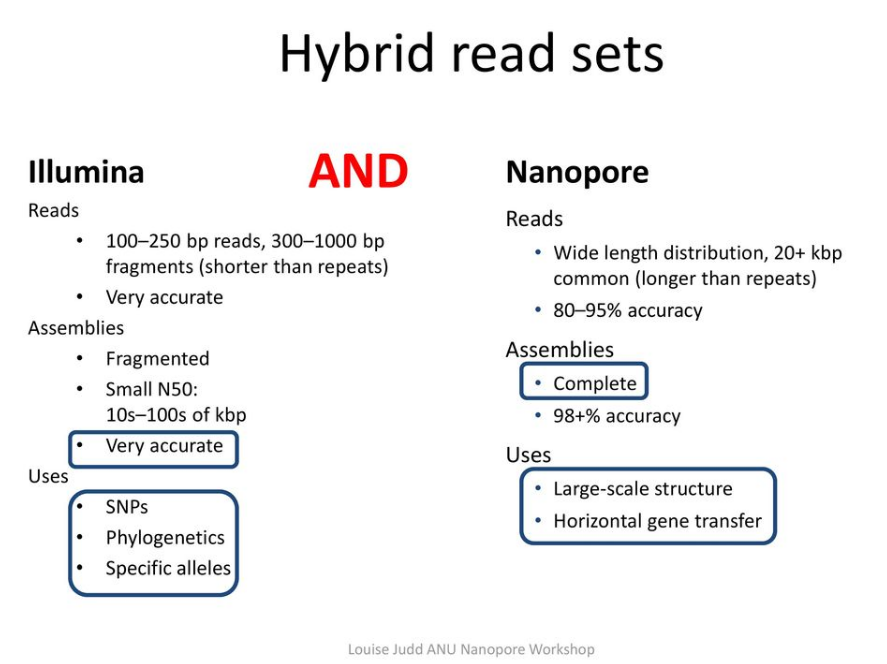 Hybrid read sets
Illumina
AND
Reads
• 100–250 bp reads, 300–1000 bp
fragments (shorter than repeats)
• Very accurate
Assemblies
• Fragmented
• Small N50:
10s–100s of kbp
• Very accurate
Uses
• SNPs
• Phylogenetics
• Specific alleles
Nanopore
Reads
• Wide length distribution, 20+ kbp
common (longer than repeats)
• 80–95% accuracy
Assemblies
• Complete
• 98+% accuracy
Uses
• Large-scale structure
• Horizontal gene transfer
Louise Judd ANU Nanopore Workshop